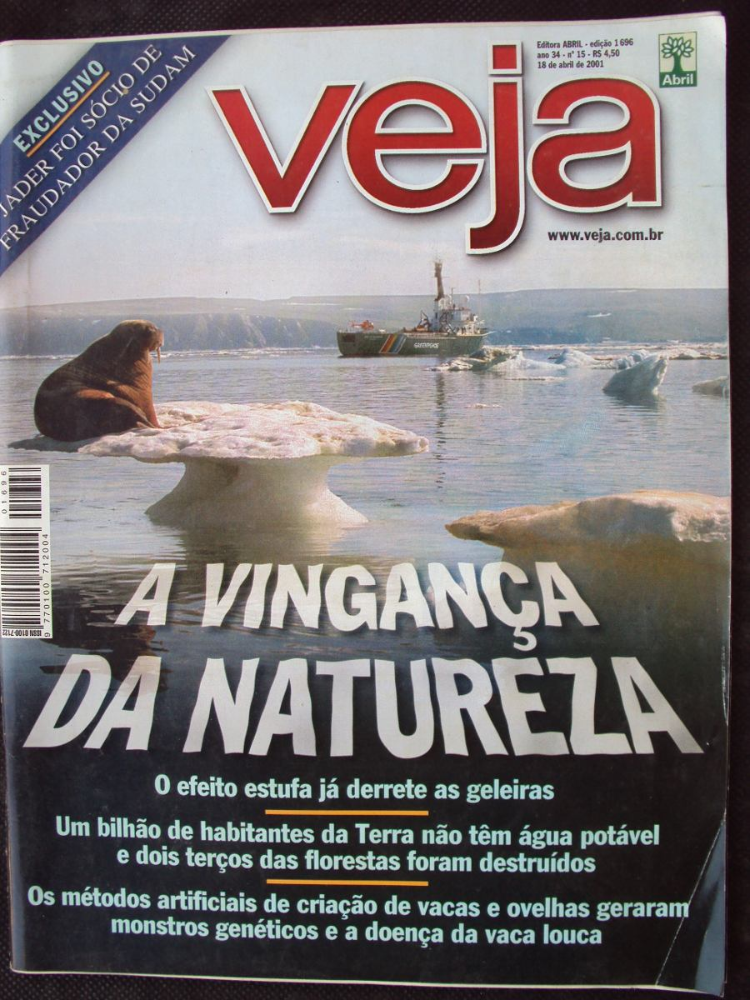 EXCLUSIVO
JADER FOI SÓCIO DE
FRAUDADOR DA SUDAM
Editora ABRIL - edição 1 696
ano 34 - nº 15 - R$ 4,50
18 de abril de 2001
Abril
veja
www.veja.com.br
GREENPEACE
01696
9 770100 712004
ISSN 0100-7122
A VINGANÇA
DA NATUREZA
O efeito estufa já derrete as geleiras
Um bilhão de habitantes da Terra não têm água potável
e dois terços das florestas foram destruídos
Os métodos artificiais de criação de vacas e ovelhas geraram
monstros genéticos e a doença da vaca louca